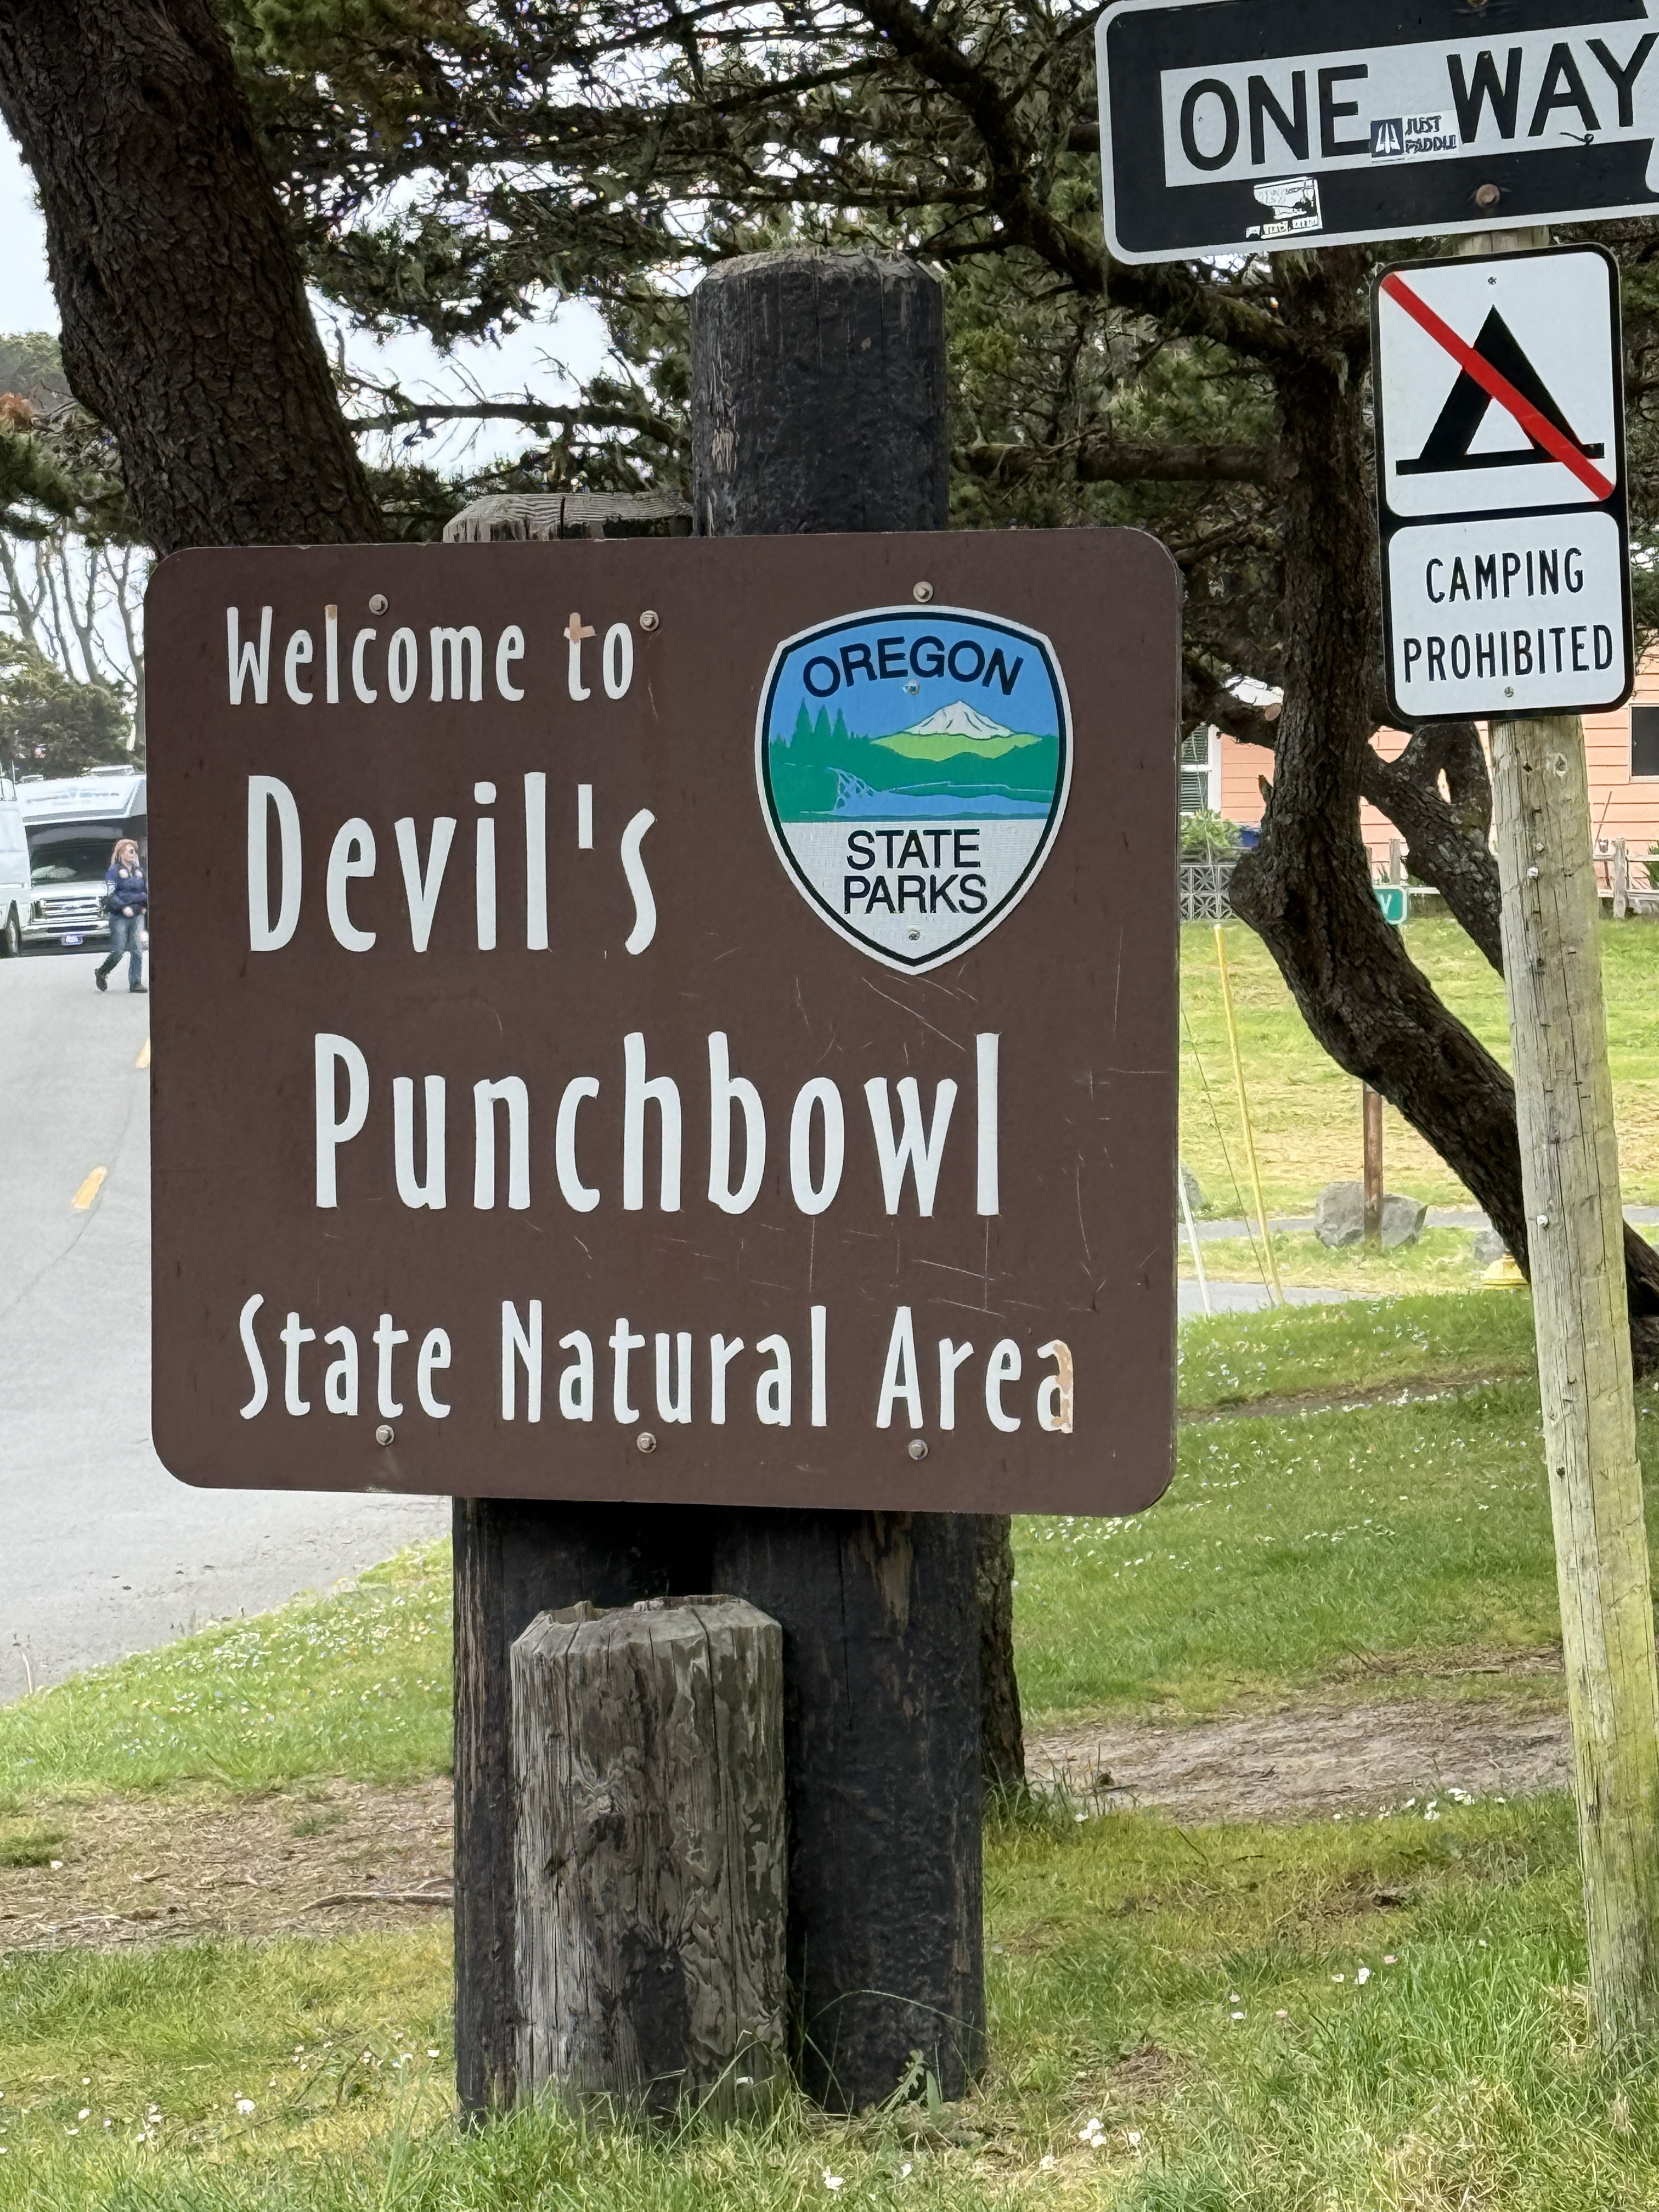 ONE WAY
JUST
PADDLE
CAMPING
PROHIBITED
Welcome to
Devil's
Punchbowl
State Natural Area
OREGON
STATE
PARKS